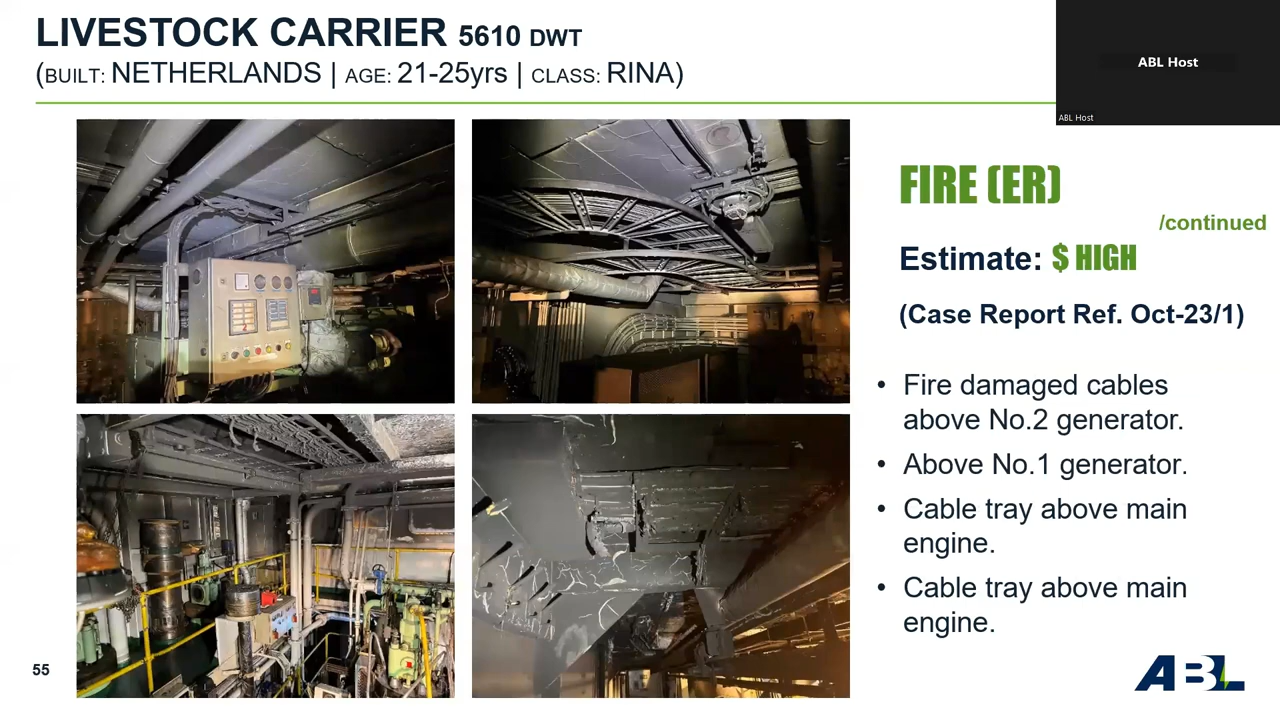 LIVESTOCK CARRIER 5610 DWT
(BUILT: NETHERLANDS | AGE: 21-25yrs | CLASS: RINA)
ABL Host
ABL Host
FIRE (ER)
/continued
Estimate: $ HIGH
(Case Report Ref. Oct-23/1)
• Fire damaged cables
above No.2 generator.
• Above No.1 generator.
• Cable tray above main
engine.
• Cable tray above main
engine.
55
ABL